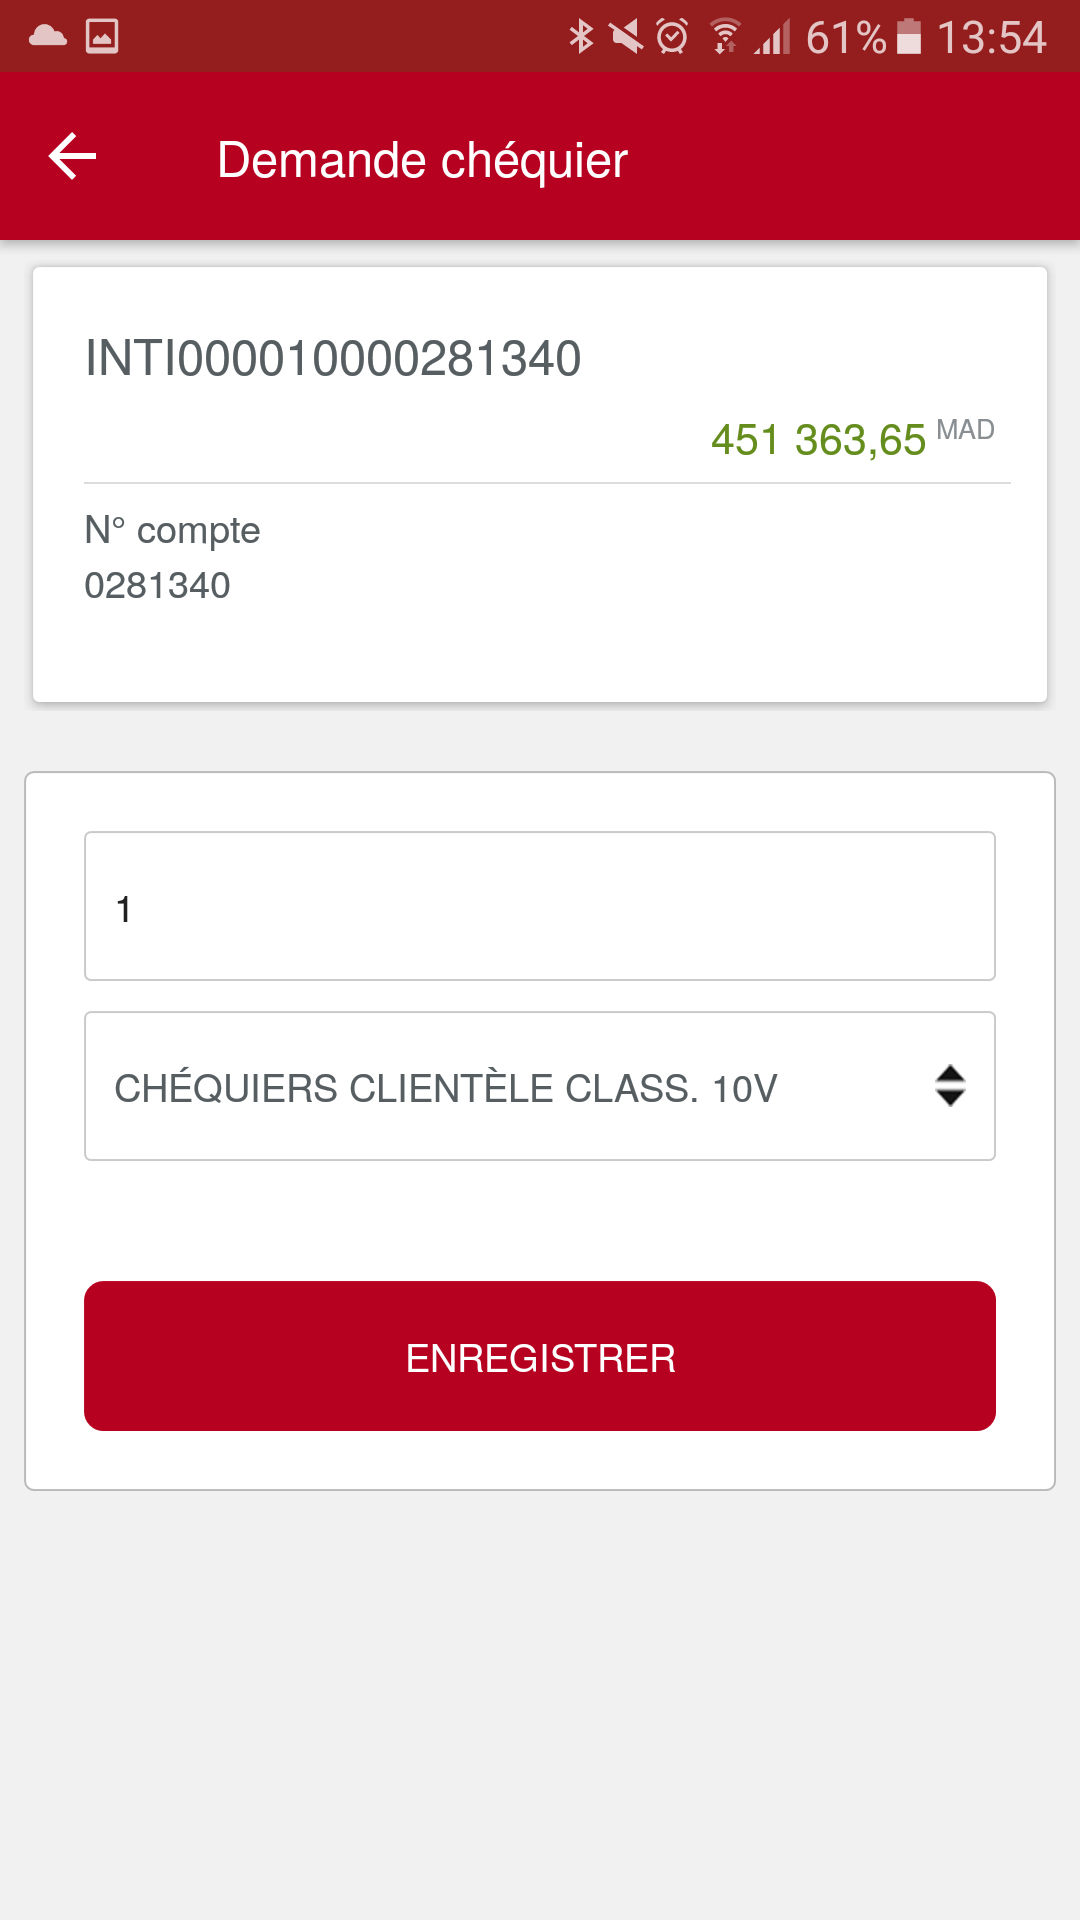 61% 13:54
Demande chéquier
INTI000010000281340
451 363,65 MAD
N° compte
0281340
1
CHÉQUIERS CLIENTÈLE CLASS. 10V
ENREGISTRER